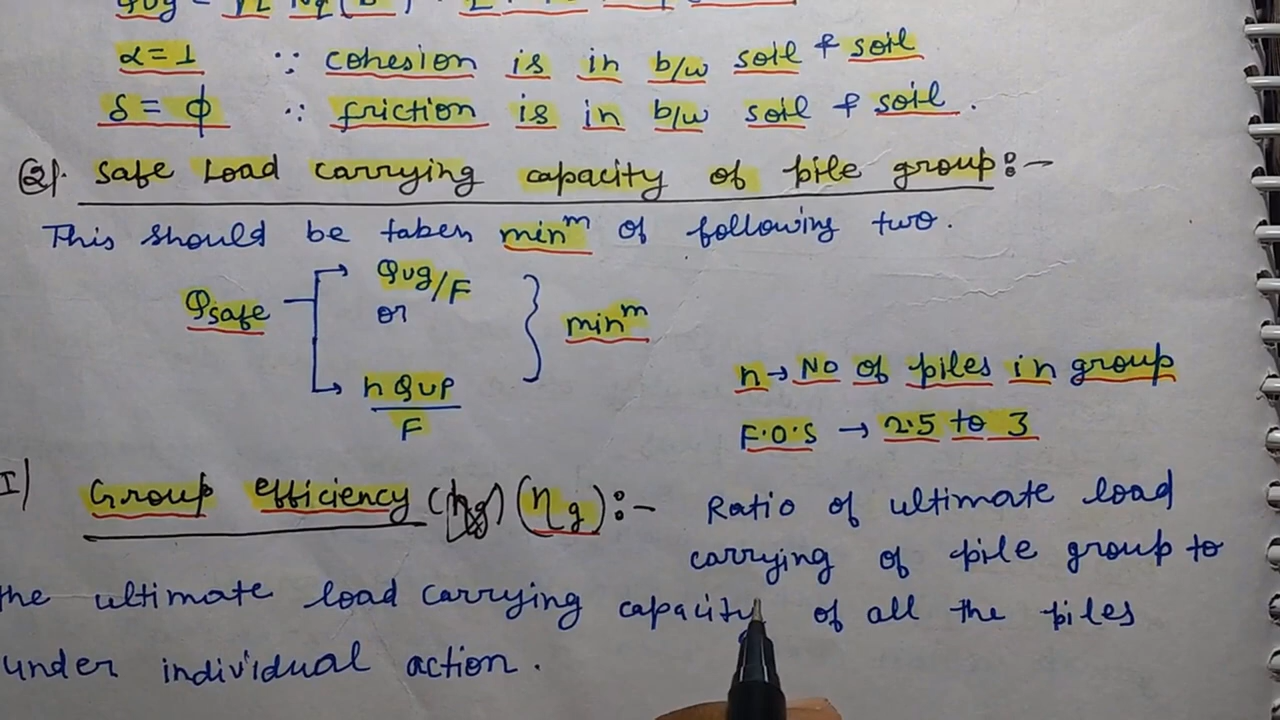 α=1 ∵ cohesion is in b/w soil & soil
δ = ϕ ∵ friction is in b/w soil & soil.
(2). Safe Load carrying capacity of pile group:-
This should be taken minᵐ of following two.
Qsafe
Qug/F
or
nQup
F
minᵐ
n → No of piles in group
F.O.S → 2.5 to 3
I) Group efficiency (ηg):- Ratio of ultimate load
carrying of pile group to
the ultimate load carrying capacity of all the piles
under individual action.